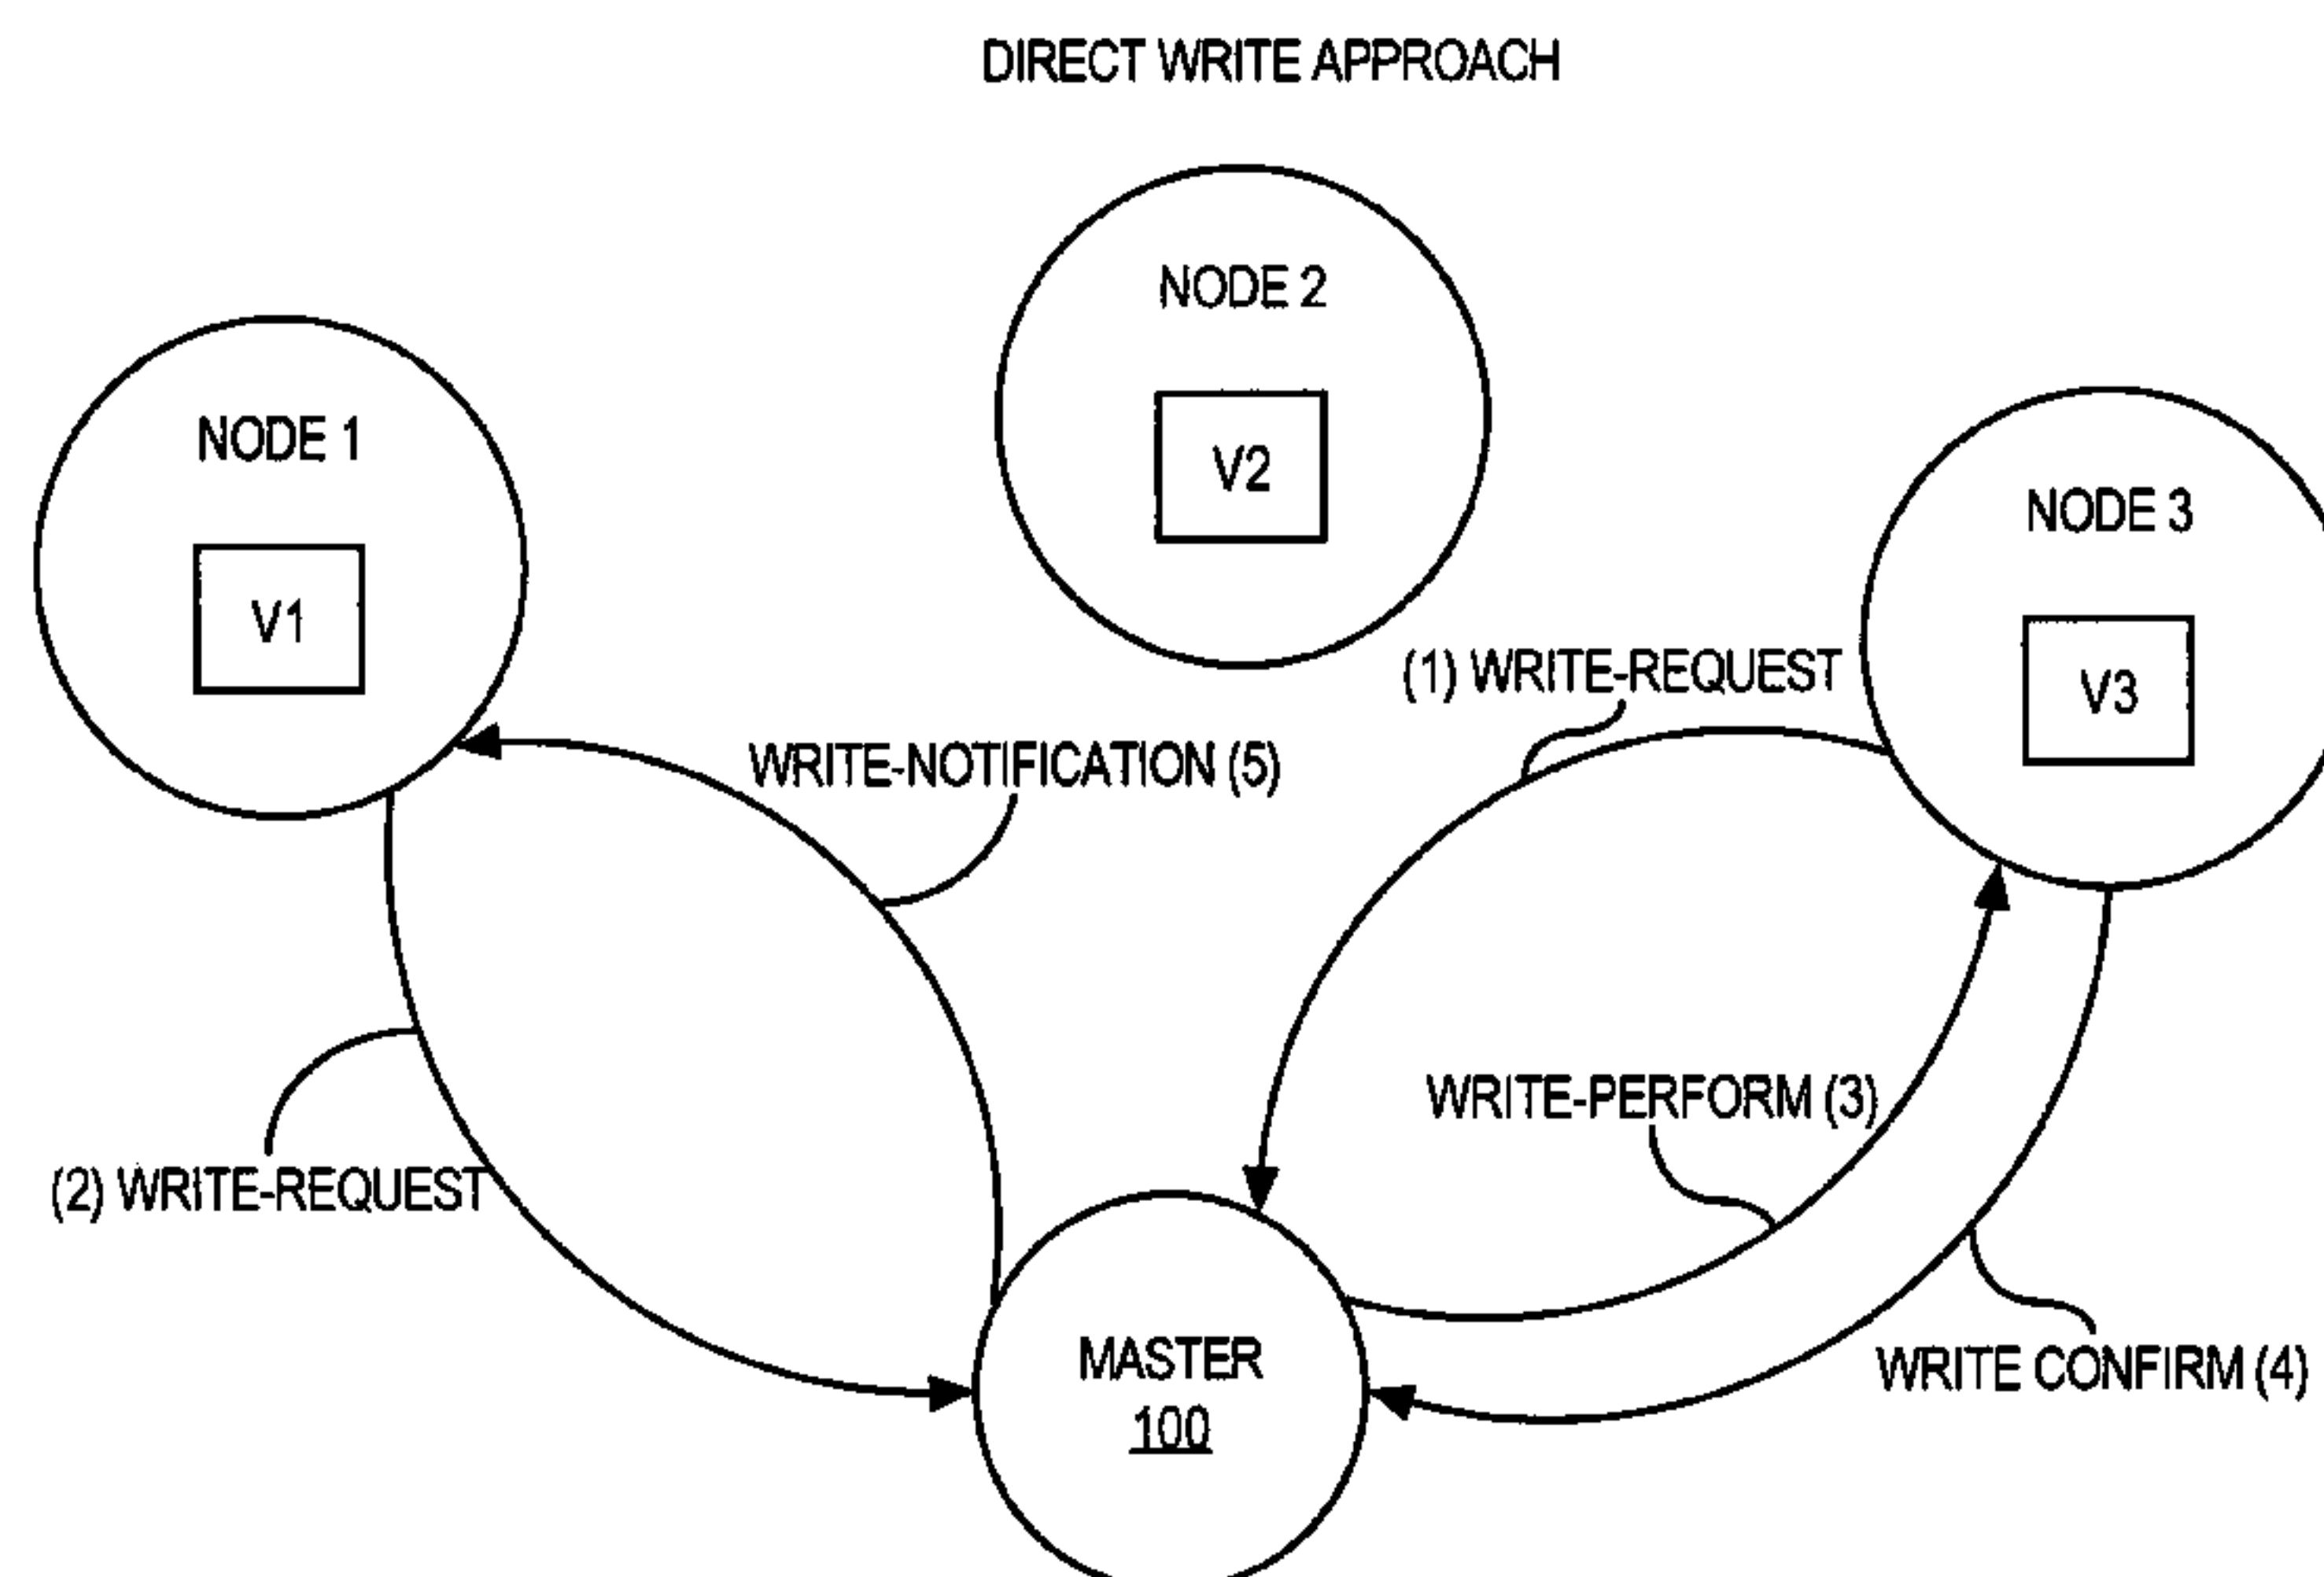 DIRECT WRITE APPROACH
NODE 2
V2
NODE 1
V1
NODE 3
V3
(1) WRITE-REQUEST
WRITE-NOTIFICATION (5)
WRITE-PERFORM (3)
(2) WRITE-REQUEST
MASTER
100
WRITE CONFIRM (4)